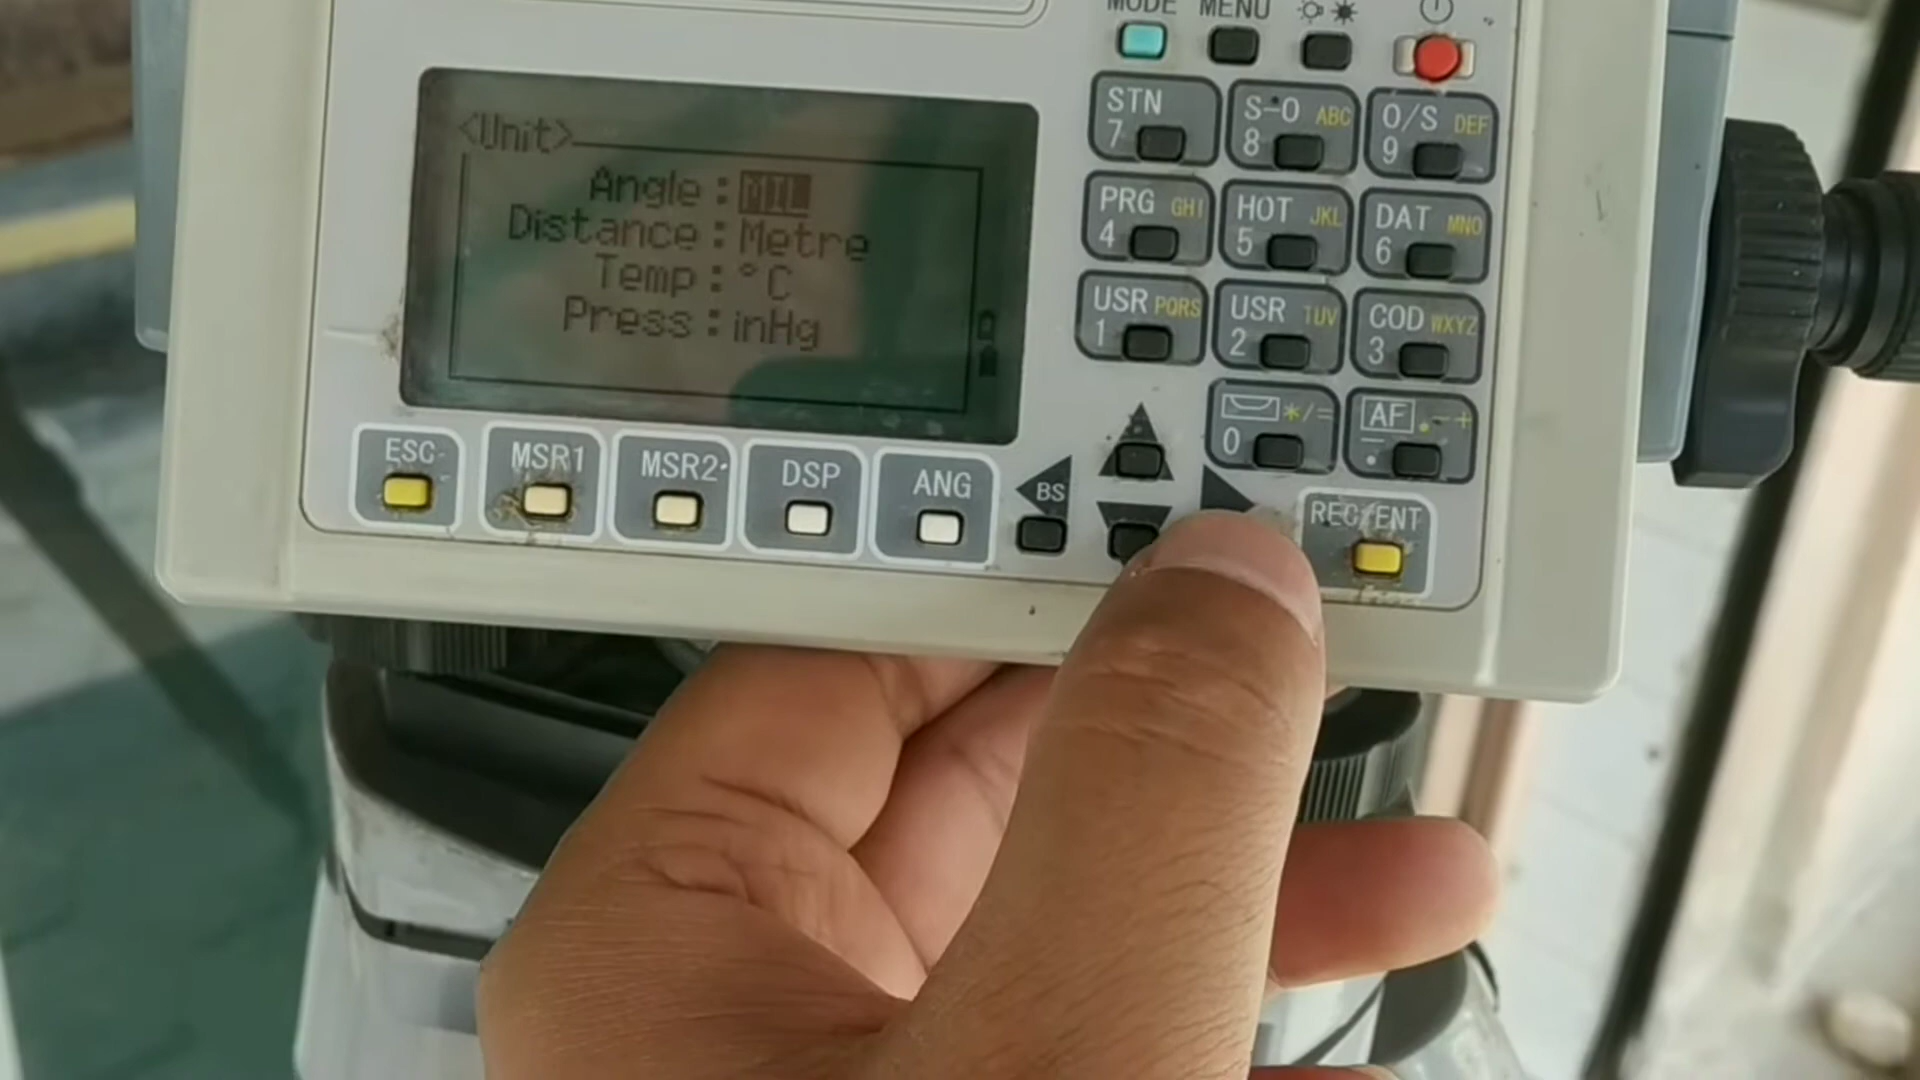 MODE MENU
<Unit>
Angle : MIL
Distance : Metre
Temp : °C
Press : inHg
STN 7
S-O ABC 8
O/S DEF 9
PRG GHI 4
HOT JKL 5
DAT MNO 6
USR PQRS 1
USR TUV 2
COD WXYZ 3
*/= 0
AF .-+
ESC
MSR1
MSR2
DSP
ANG
BS
REC/ENT